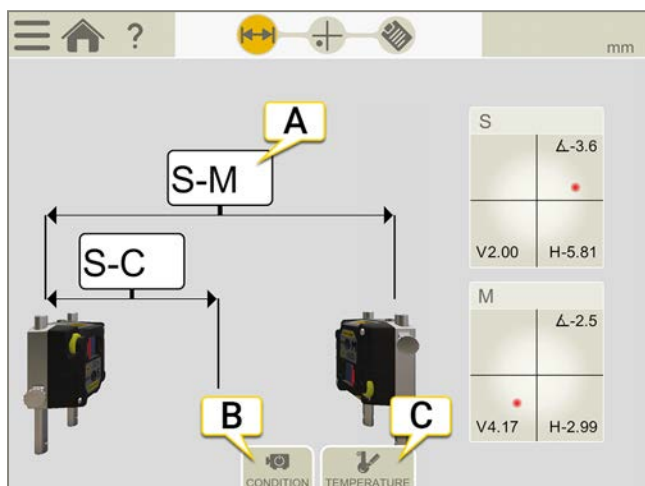 ?
mm
A
S-M
S-C
S
∡-3.6
V2.00 H-5.81
M
∡-2.5
V4.17 H-2.99
B
C
CONDITION
TEMPERATURE